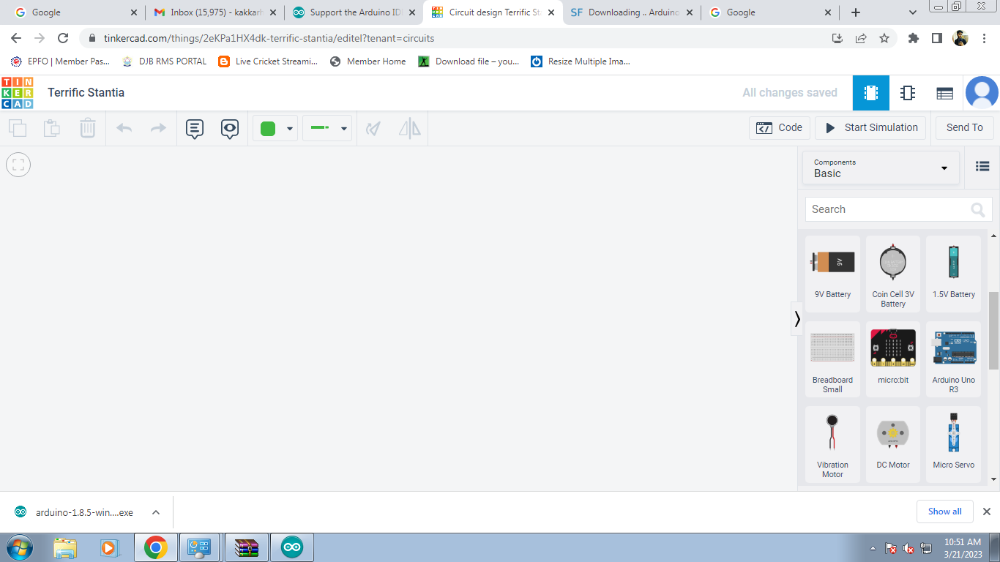 Google
Inbox (15,975) - kakkarh
Support the Arduino IDE
Circuit design Terrific Sta
Downloading .. Arduino
Google
tinkercad.com/things/2eKPa1HX4dk-terrific-stantia/editel?tenant=circuits
EPFO | Member Pas...
DJB RMS PORTAL
Live Cricket Streami...
Member Home
Download file – you...
Resize Multiple Ima...
TIN
KER
CAD
Terrific Stantia
All changes saved
Code
Start Simulation
Send To
Components
Basic
Search
9V
9V Battery
Coin Cell 3V
Battery
1.5V Battery
Breadboard
Small
micro:bit
Arduino Uno
R3
Vibration
Motor
DC Motor
Micro Servo
arduino-1.8.5-win....exe
Show all
10:51 AM
3/21/2023